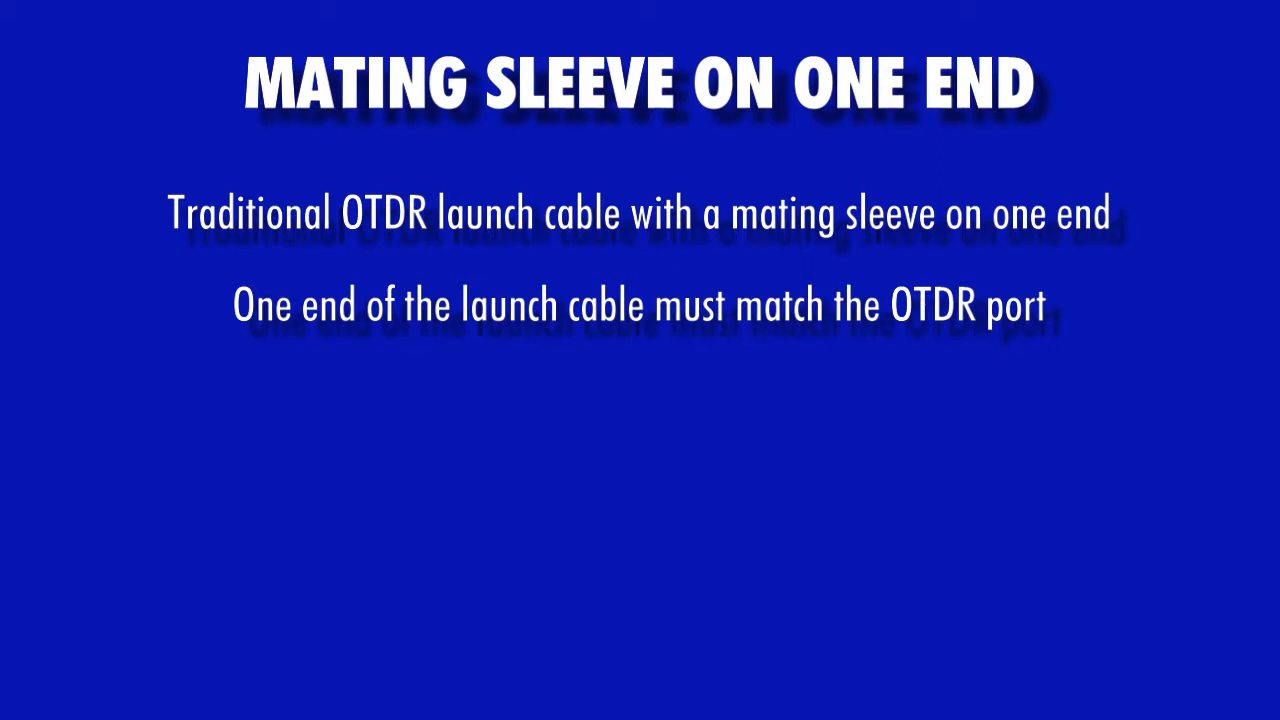 MATING SLEEVE ON ONE END
Traditional OTDR launch cable with a mating sleeve on one end
One end of the launch cable must match the OTDR port